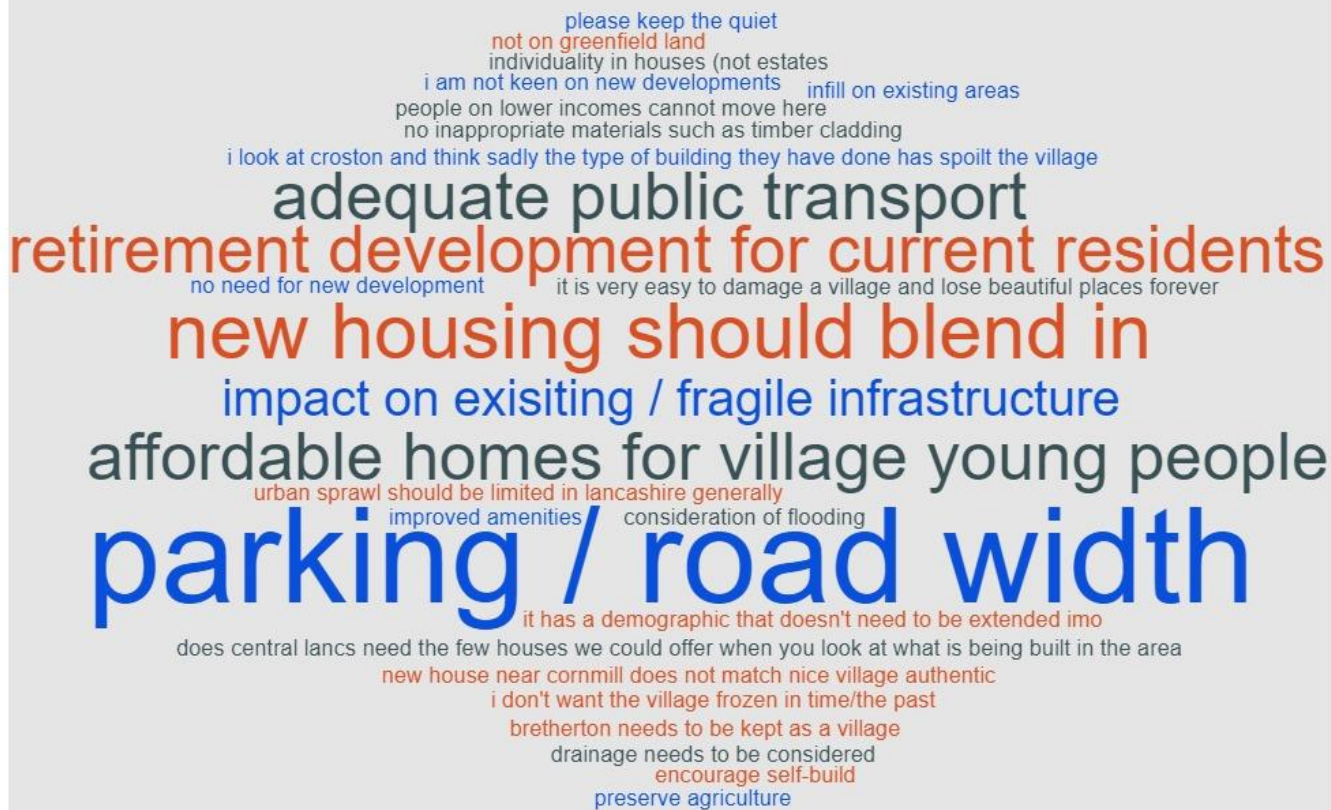 please keep the quiet
not on greenfield land
individuality in houses (not estates
i am not keen on new developments
infill on existing areas
people on lower incomes cannot move here
no inappropriate materials such as timber cladding
i look at croston and think sadly the type of building they have done has spoilt the village
adequate public transport
retirement development for current residents
no need for new development
it is very easy to damage a village and lose beautiful places forever
new housing should blend in
impact on exisiting / fragile infrastructure
affordable homes for village young people
urban sprawl should be limited in lancashire generally
improved amenities
consideration of flooding
parking / road width
it has a demographic that doesn't need to be extended imo
does central lancs need the few houses we could offer when you look at what is being built in the area
new house near cornmill does not match nice village authentic
i don't want the village frozen in time/the past
bretherton needs to be kept as a village
drainage needs to be considered
encourage self-build
preserve agriculture